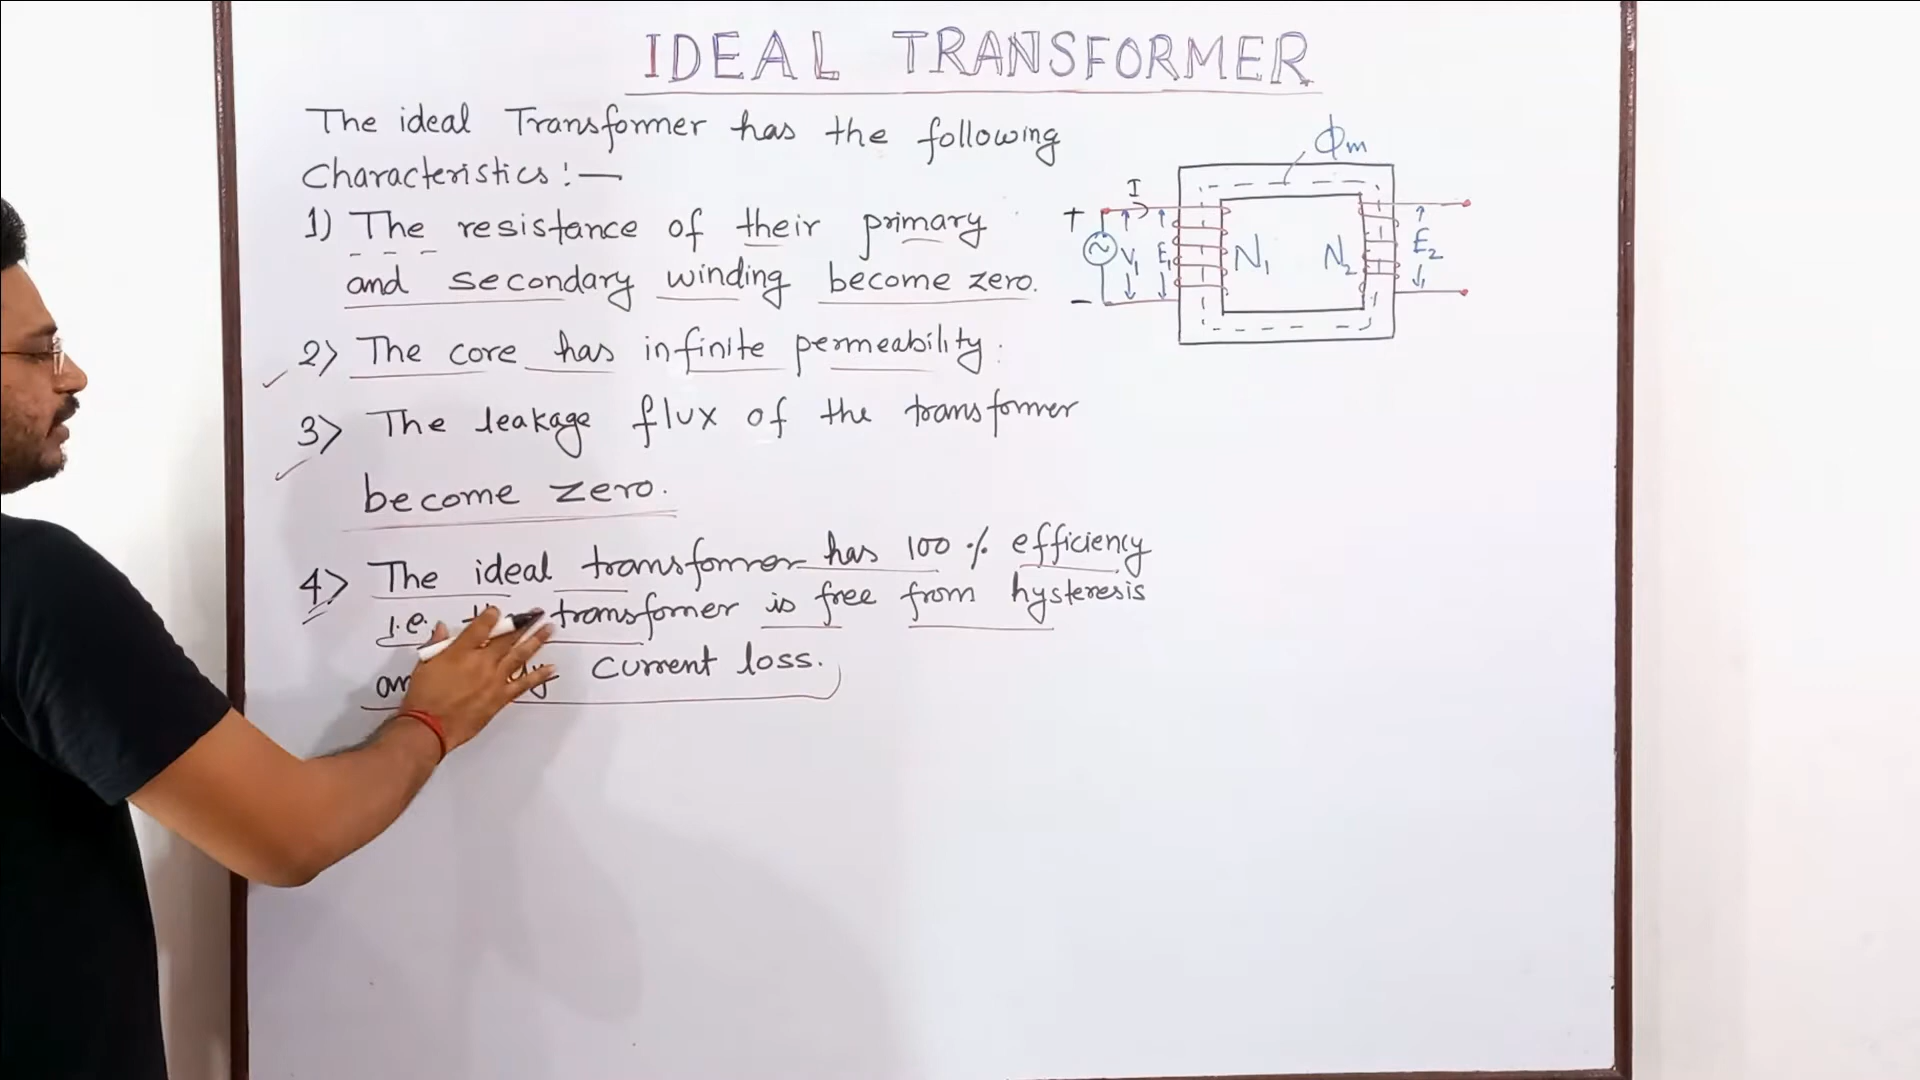 IDEAL TRANSFORMER
The ideal Transformer has the following
Characteristics :—
1) The resistance of their primary
and secondary winding become zero.
2) The core has infinite permeability.
3) The leakage flux of the transformer
become zero.
4) The ideal transformer has 100 % efficiency
i.e. transformer is free from hysteresis
current loss.
ϕm
I
+
V1 E1 N1 N2 E2
−